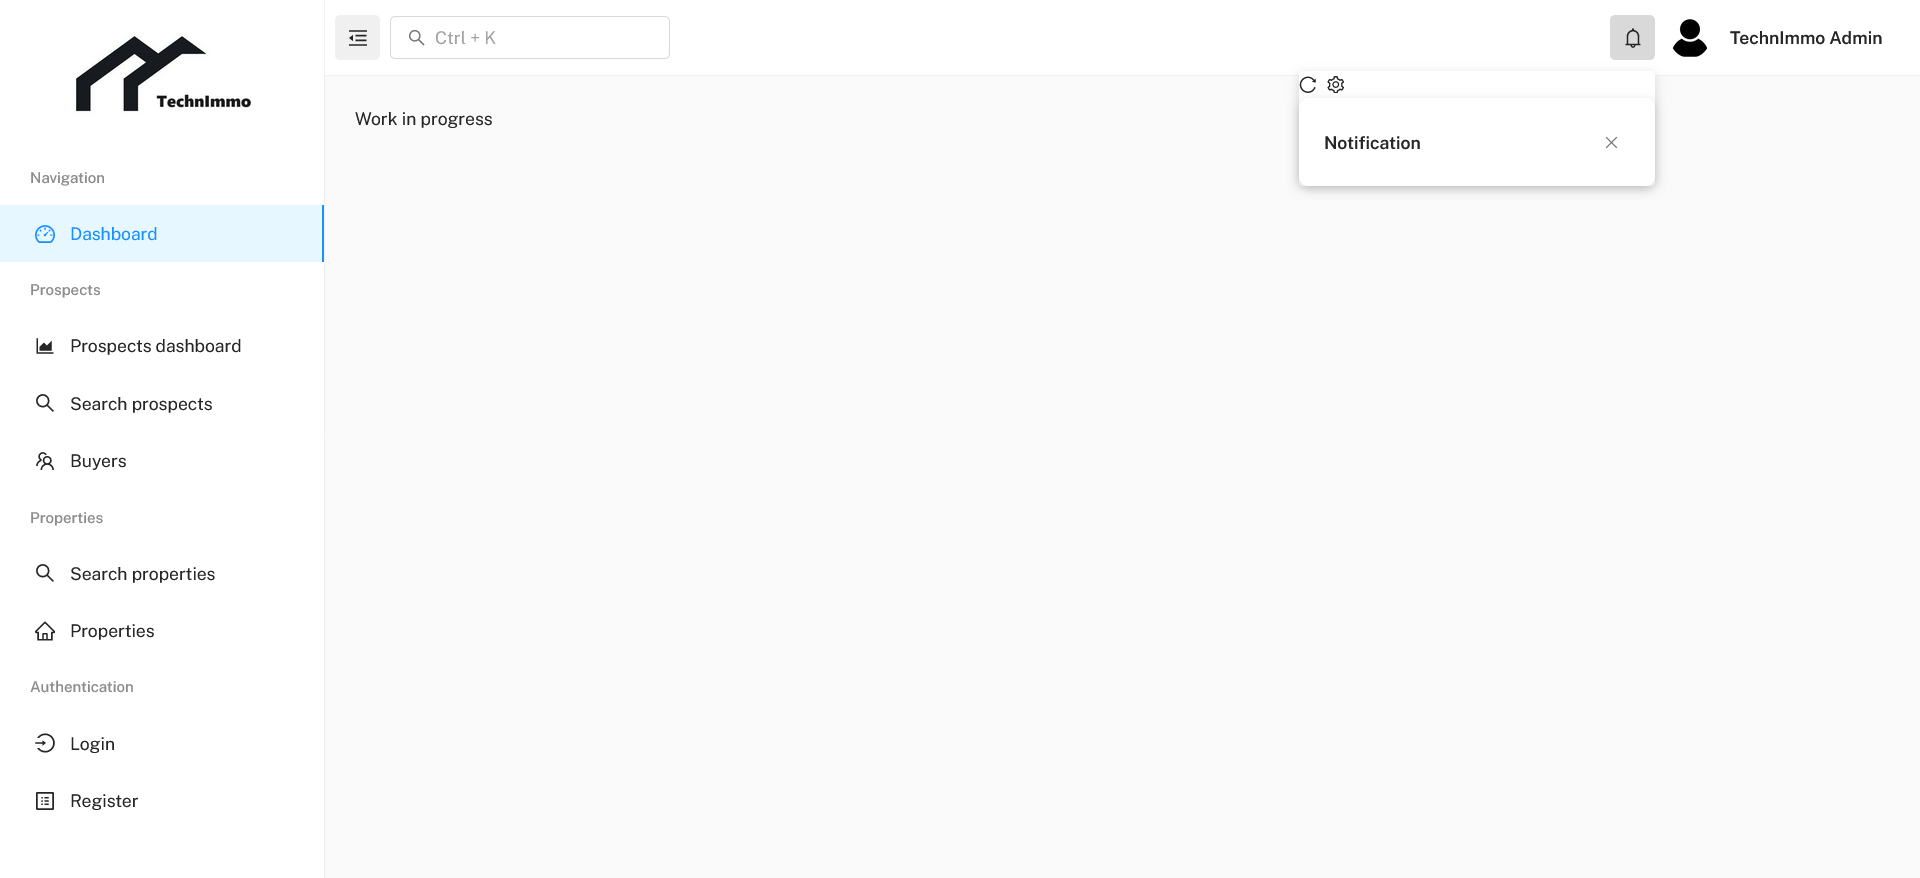 TechnImmo
Ctrl + K
TechnImmo Admin
Navigation
Dashboard
Prospects
Prospects dashboard
Search prospects
Buyers
Properties
Search properties
Properties
Authentication
Login
Register
Work in progress
Notification